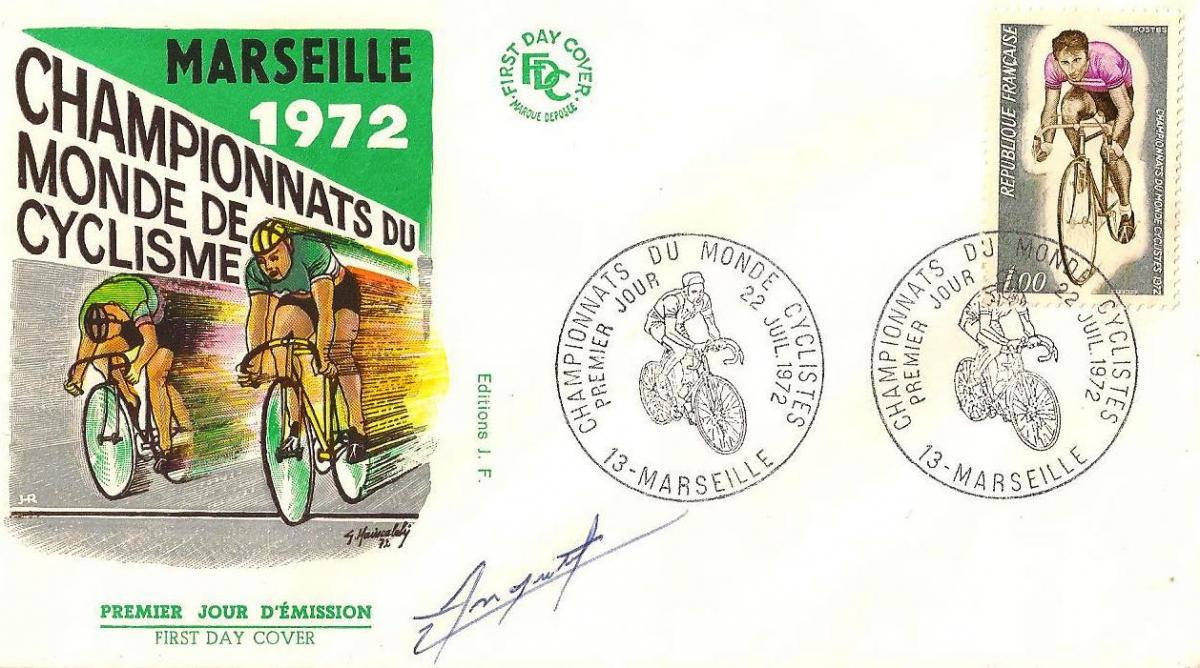 MARSEILLE
1972
CHAMPIONNATS DU
MONDE DE
CYCLISME
J-R
72
PREMIER JOUR D'ÉMISSION
FIRST DAY COVER
Editions J. F.
FIRST DAY COVER
FDC
MARQUE DEPOSÉE
CHAMPIONNATS DU MONDE CYCLISTES
PREMIER JOUR 22 JUIL. 1972
13-MARSEILLE
CHAMPIONNATS DU MONDE CYCLISTES
PREMIER JOUR 22 JUIL. 1972
13-MARSEILLE
POSTES
REPUBLIQUE FRANÇAISE
CHAMPIONNATS DU MONDE CYCLISTES 1972
1,00